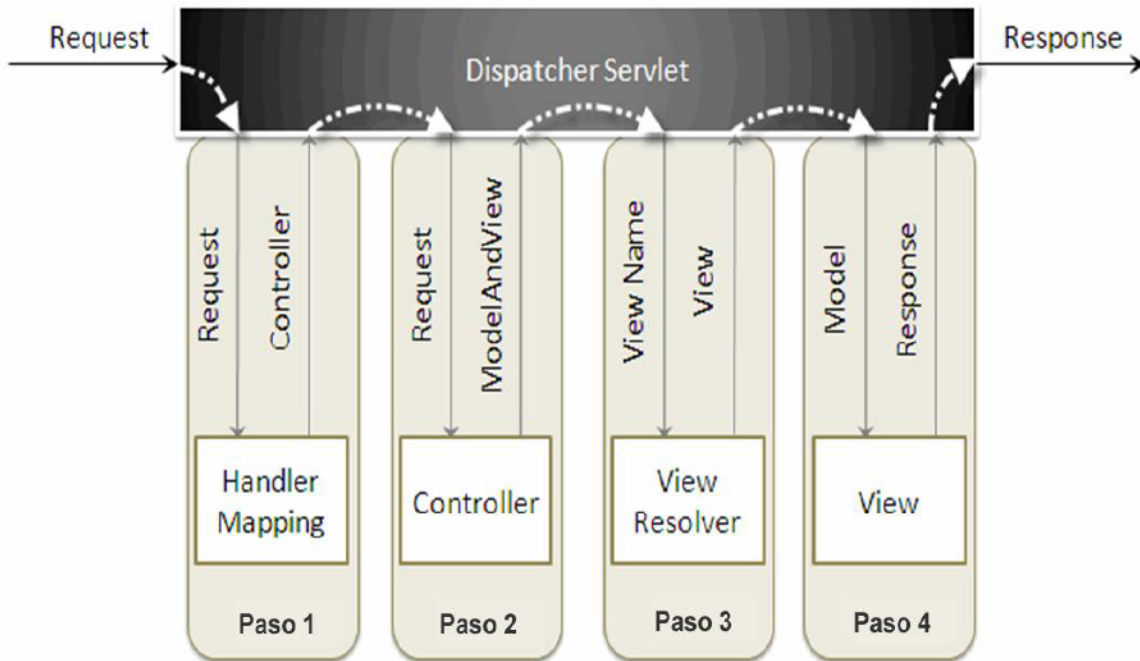 Request
Dispatcher Servlet
Response
Request
Controller
Request
ModelAndView
View Name
View
Model
Response
Handler
Mapping
Controller
View
Resolver
View
Paso 1
Paso 2
Paso 3
Paso 4